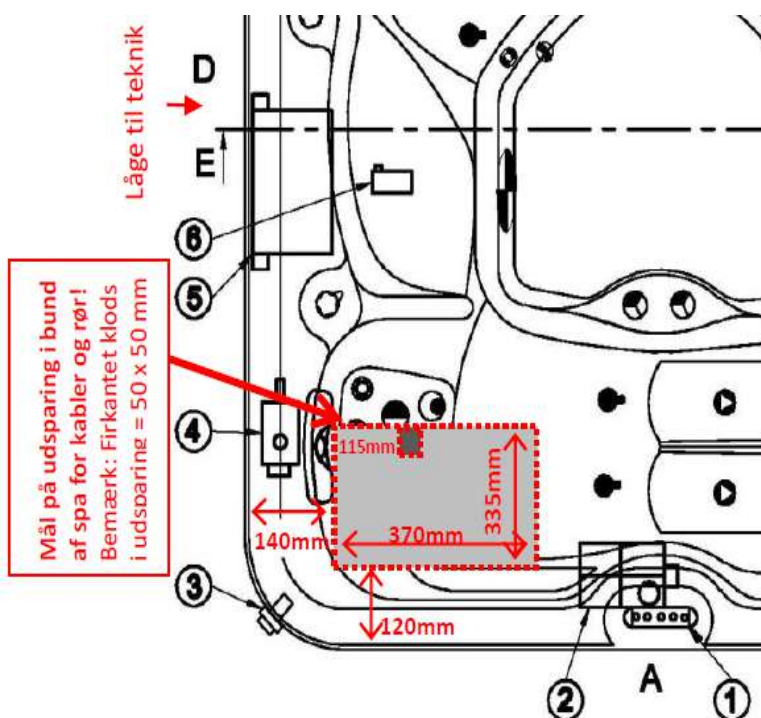 Låge til teknik
D
E
6
5
Mål på udsparing i bund
af spa for kabler og rør!
Bemærk: Firkantet klods
i udsparing = 50 x 50 mm
4
115mm
335mm
370mm
140mm
3
120mm
2
A
1